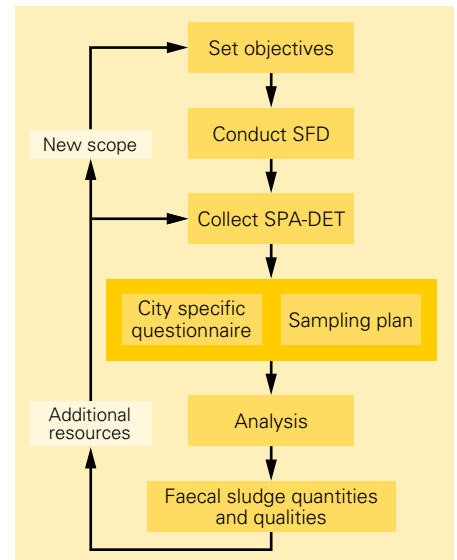 Set objectives
Conduct SFD
New scope
Collect SPA-DET
City specific
questionnaire
Sampling plan
Additional
resources
Analysis
Faecal sludge quantities
and qualities